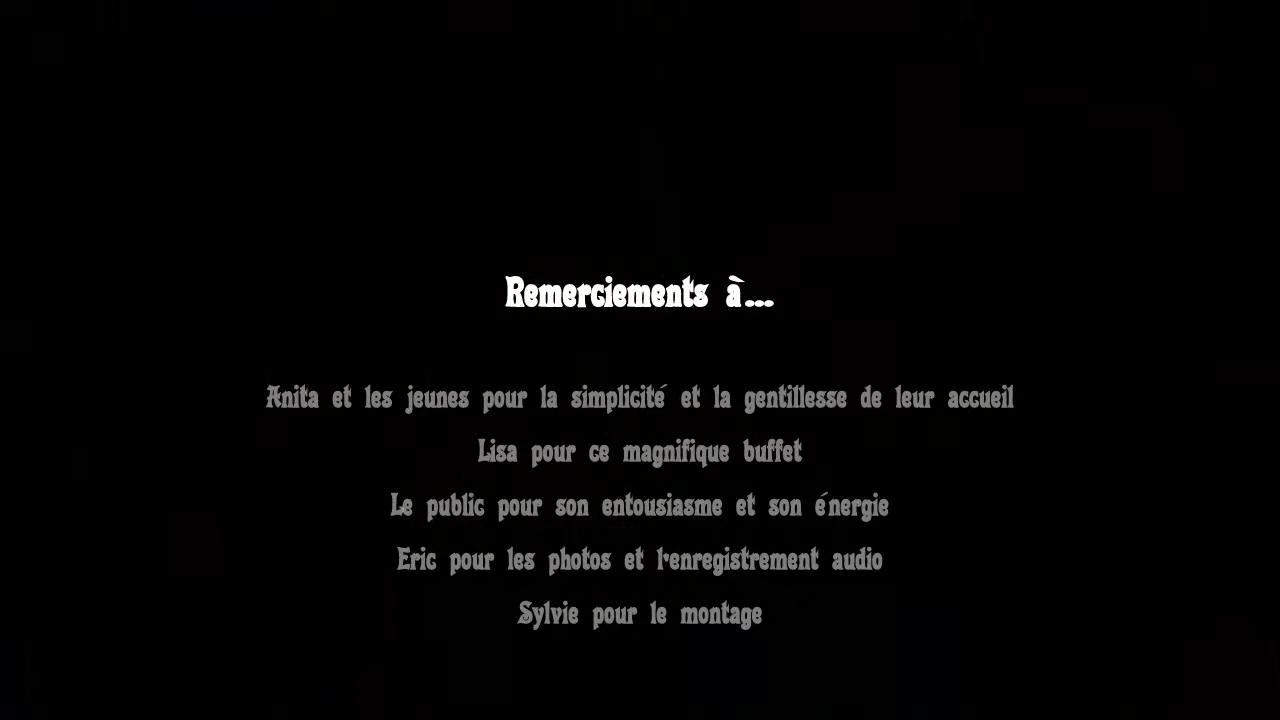 Remerciements à...
Anita et les jeunes pour la simplicité et la gentillesse de leur accueil
Lisa pour ce magnifique buffet
Le public pour son entousiasme et son énergie
Eric pour les photos et l'enregistrement audio
Sylvie pour le montage